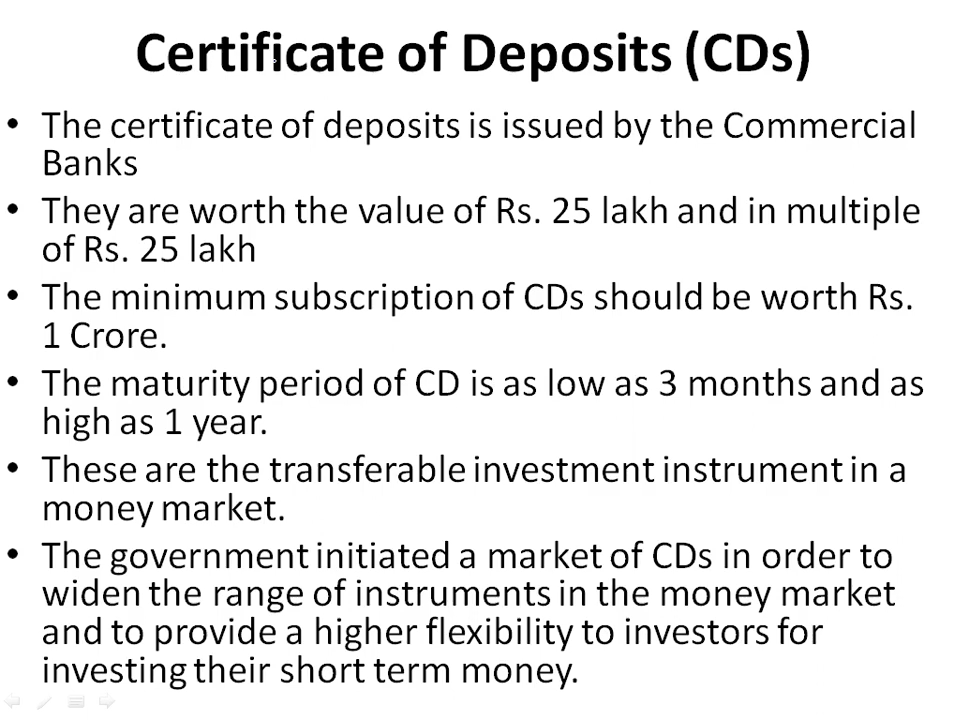 Certificate of Deposits (CDs)
• The certificate of deposits is issued by the Commercial
Banks
• They are worth the value of Rs. 25 lakh and in multiple
of Rs. 25 lakh
• The minimum subscription of CDs should be worth Rs.
1 Crore.
• The maturity period of CD is as low as 3 months and as
high as 1 year.
• These are the transferable investment instrument in a
money market.
• The government initiated a market of CDs in order to
widen the range of instruments in the money market
and to provide a higher flexibility to investors for
investing their short term money.